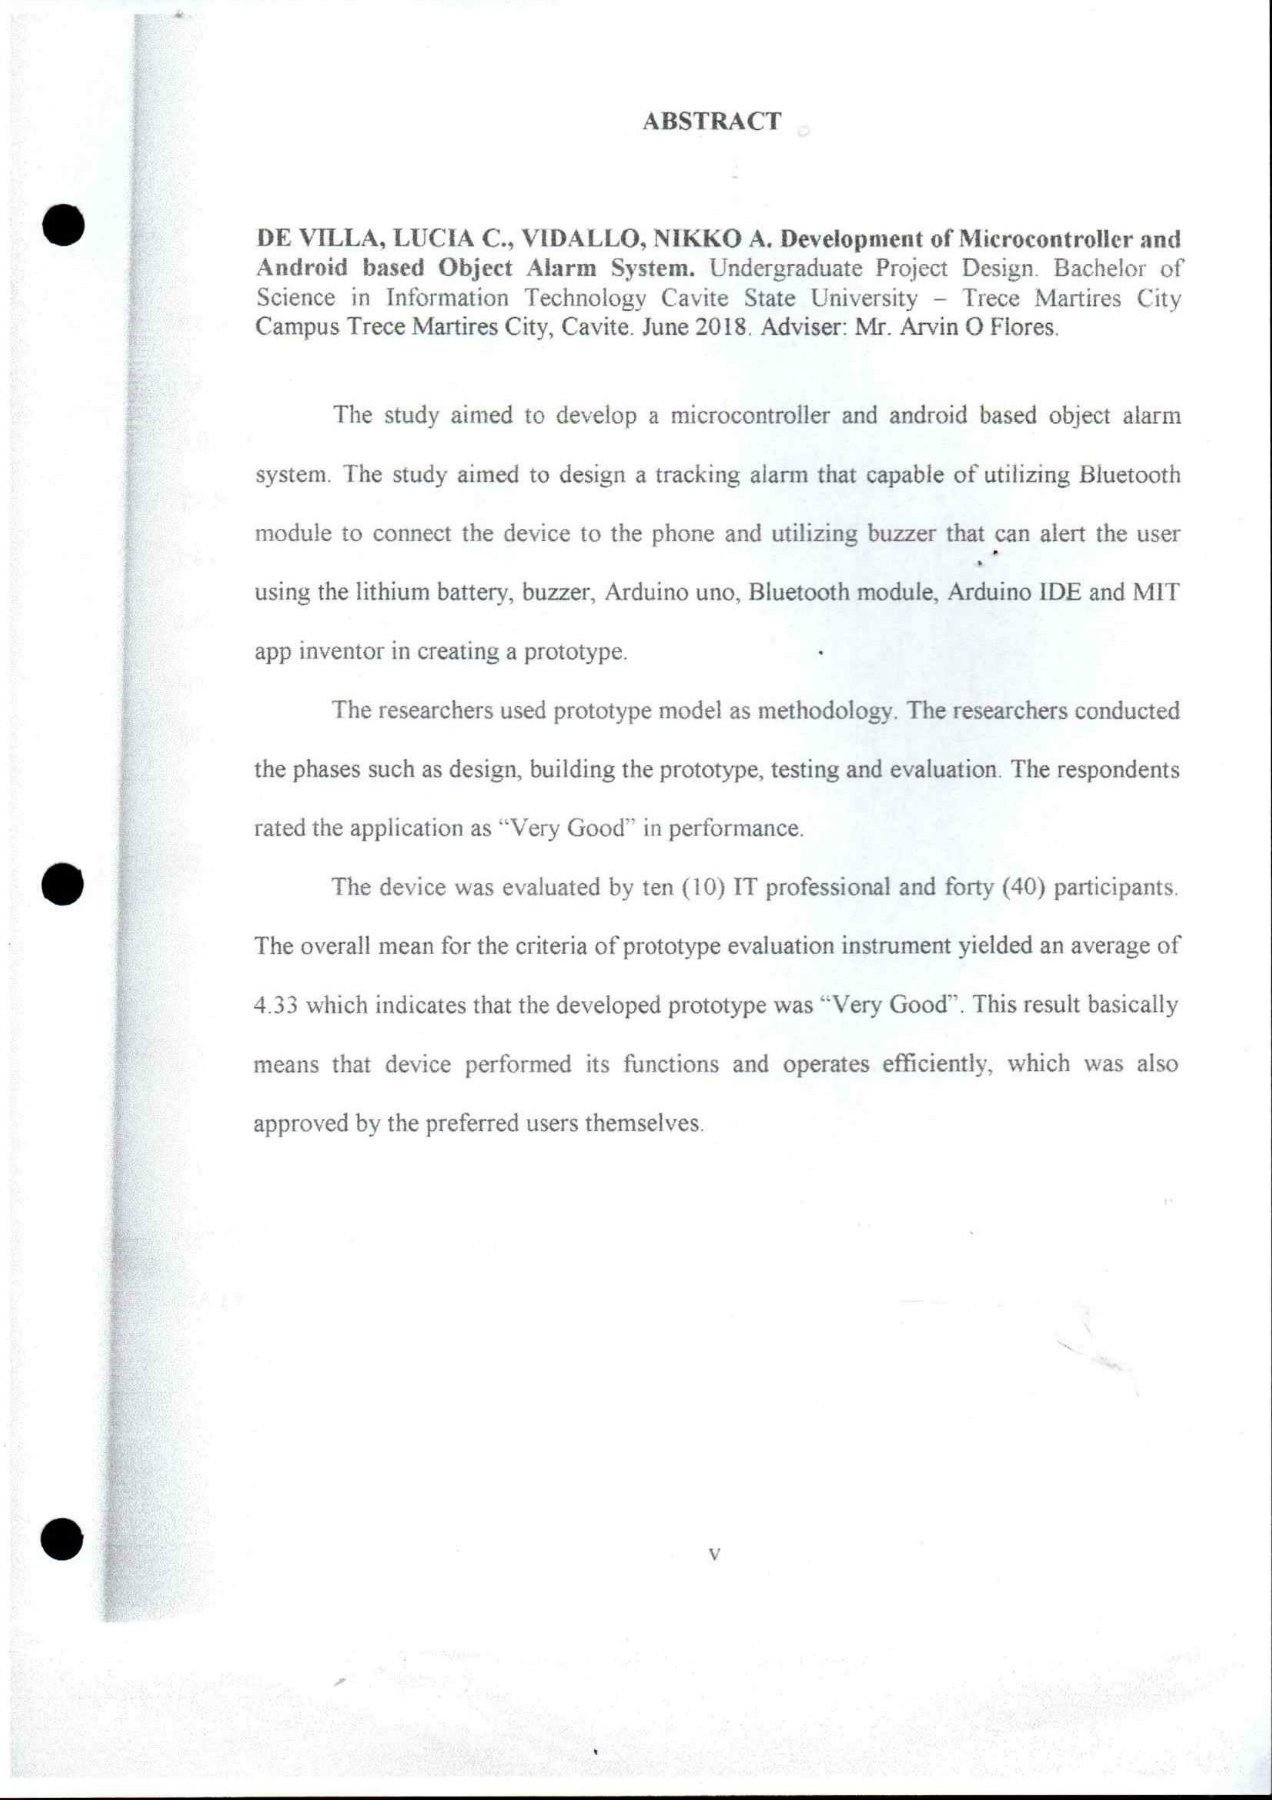 ABSTRACT
DE VILLA, LUCIA C., VIDALLO, NIKKO A. Development of Microcontroller and
Android based Object Alarm System. Undergraduate Project Design. Bachelor of
Science in Information Technology Cavite State University – Trece Martires City
Campus Trece Martires City, Cavite. June 2018. Adviser: Mr. Arvin O Flores.
The study aimed to develop a microcontroller and android based object alarm
system. The study aimed to design a tracking alarm that capable of utilizing Bluetooth
module to connect the device to the phone and utilizing buzzer that can alert the user
using the lithium battery, buzzer, Arduino uno, Bluetooth module, Arduino IDE and MIT
app inventor in creating a prototype.
The researchers used prototype model as methodology. The researchers conducted
the phases such as design, building the prototype, testing and evaluation. The respondents
rated the application as “Very Good” in performance.
The device was evaluated by ten (10) IT professional and forty (40) participants.
The overall mean for the criteria of prototype evaluation instrument yielded an average of
4.33 which indicates that the developed prototype was “Very Good”. This result basically
means that device performed its functions and operates efficiently, which was also
approved by the preferred users themselves.
v